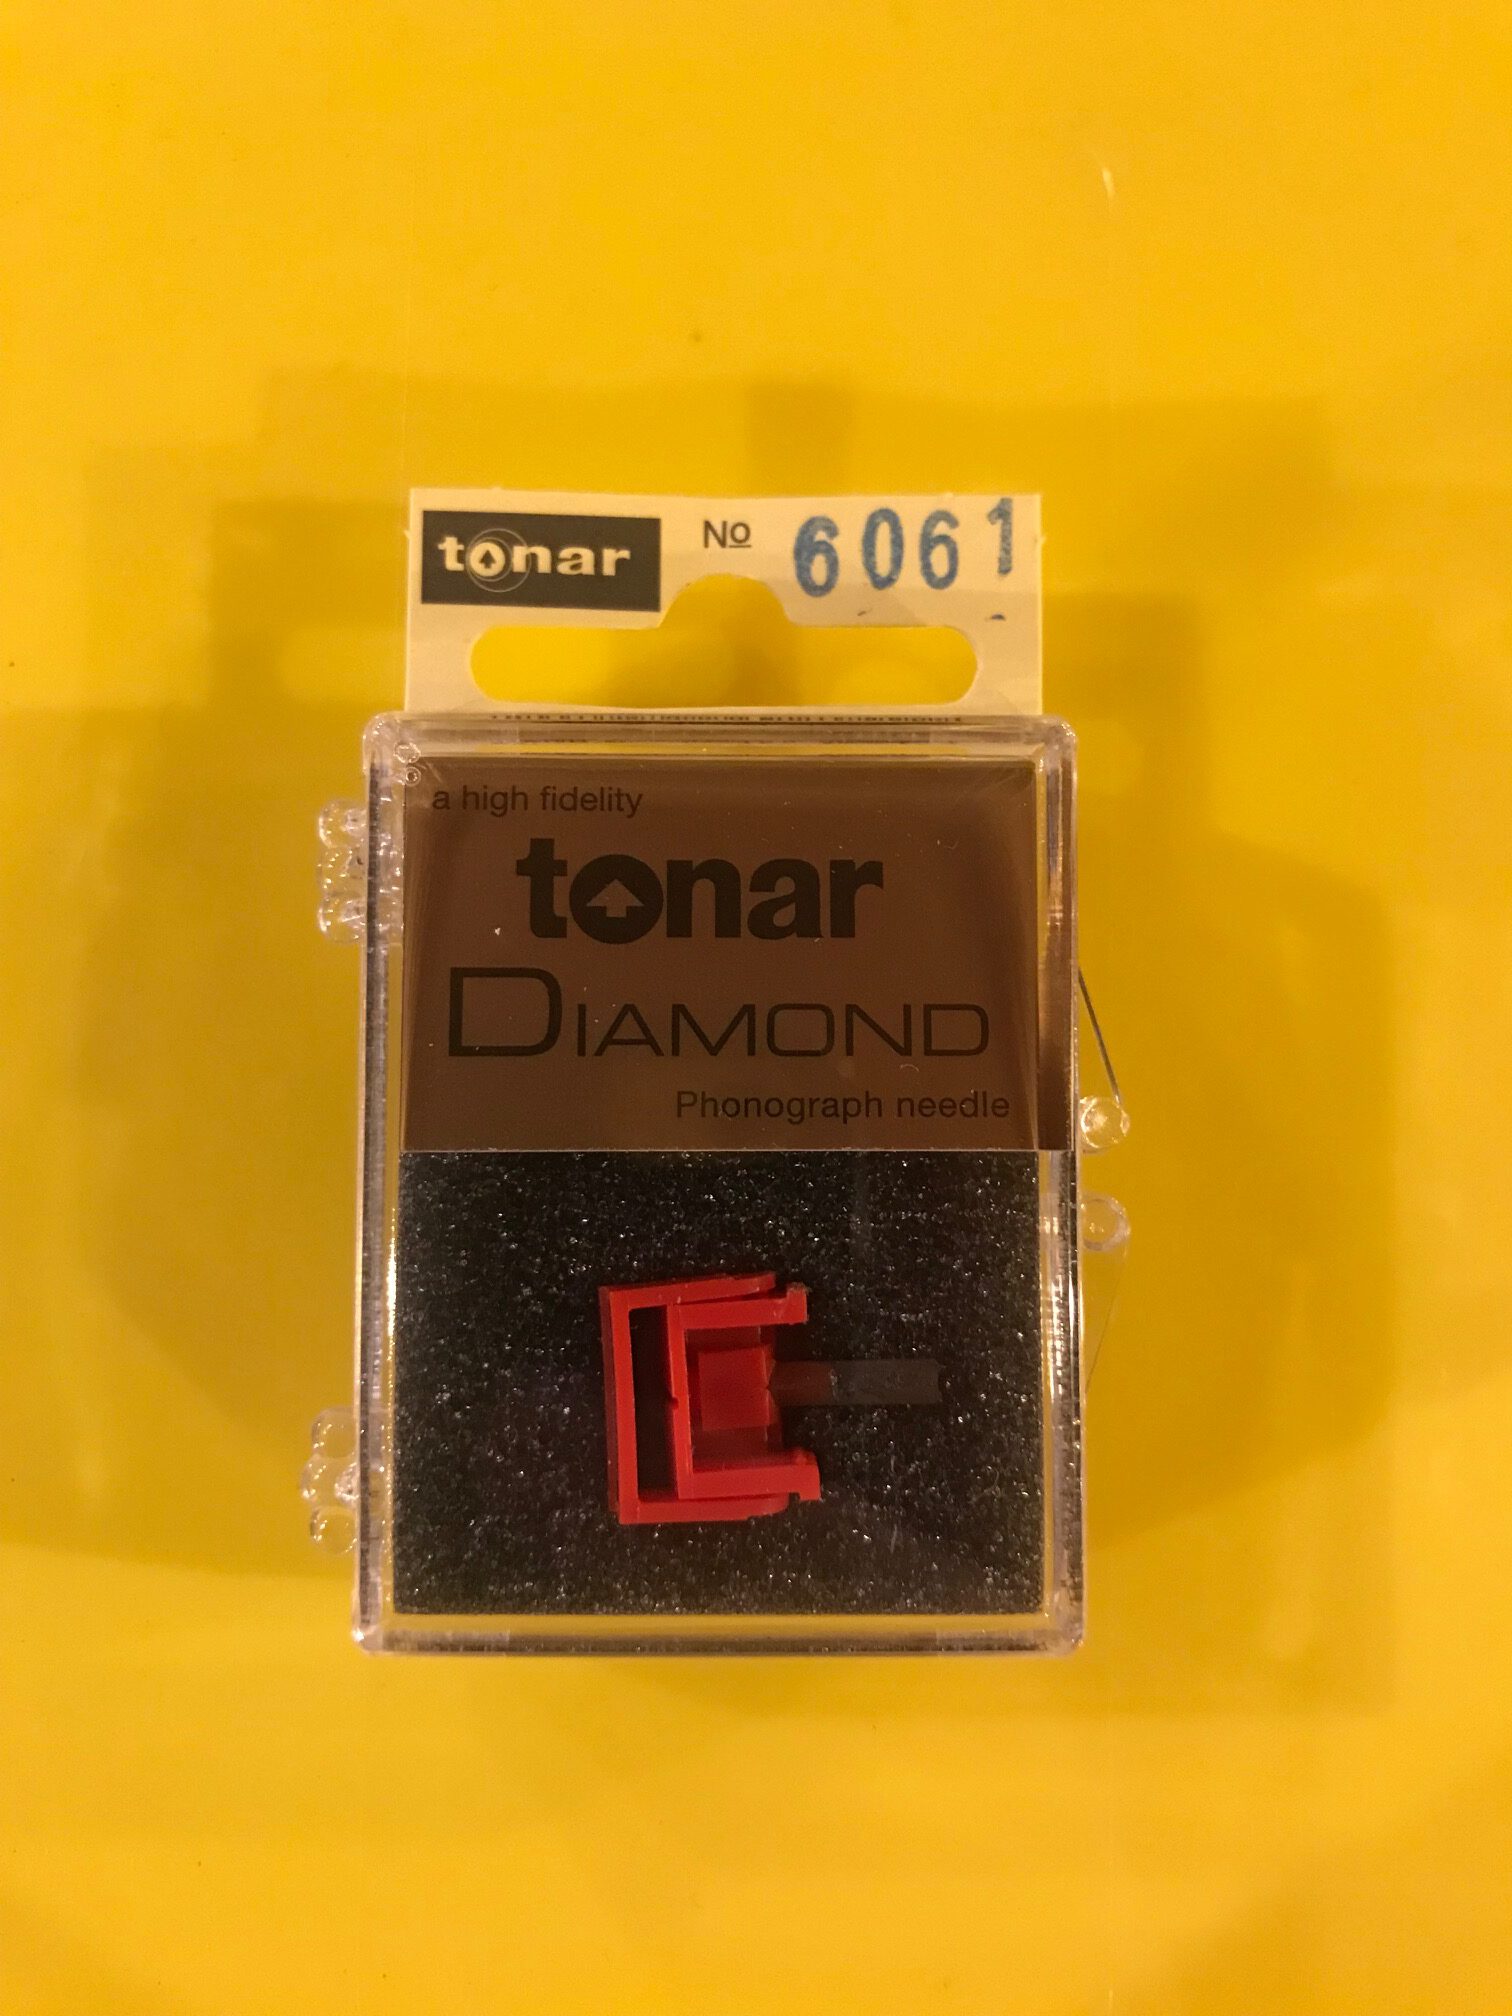 tonar № 6061
a high fidelity
tonar
DIAMOND
Phonograph needle